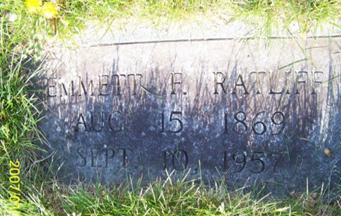 EMMETT F. RATLIFF
AUG. 15 1869
SEPT. 10 1957